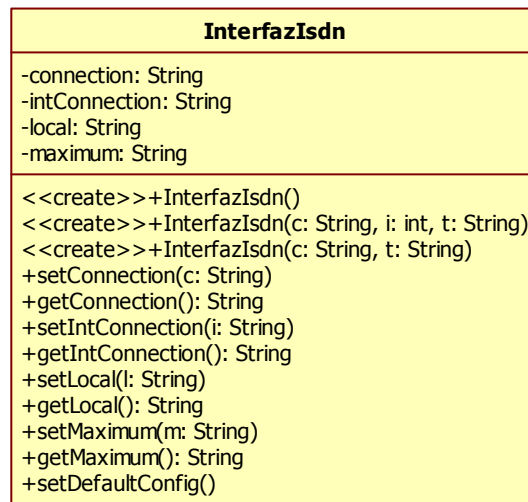 InterfazIsdn
-connection: String
-intConnection: String
-local: String
-maximum: String
<<create>>+InterfazIsdn()
<<create>>+InterfazIsdn(c: String, i: int, t: String)
<<create>>+InterfazIsdn(c: String, t: String)
+setConnection(c: String)
+getConnection(): String
+setIntConnection(i: String)
+getIntConnection(): String
+setLocal(l: String)
+getLocal(): String
+setMaximum(m: String)
+getMaximum(): String
+setDefaultConfig()